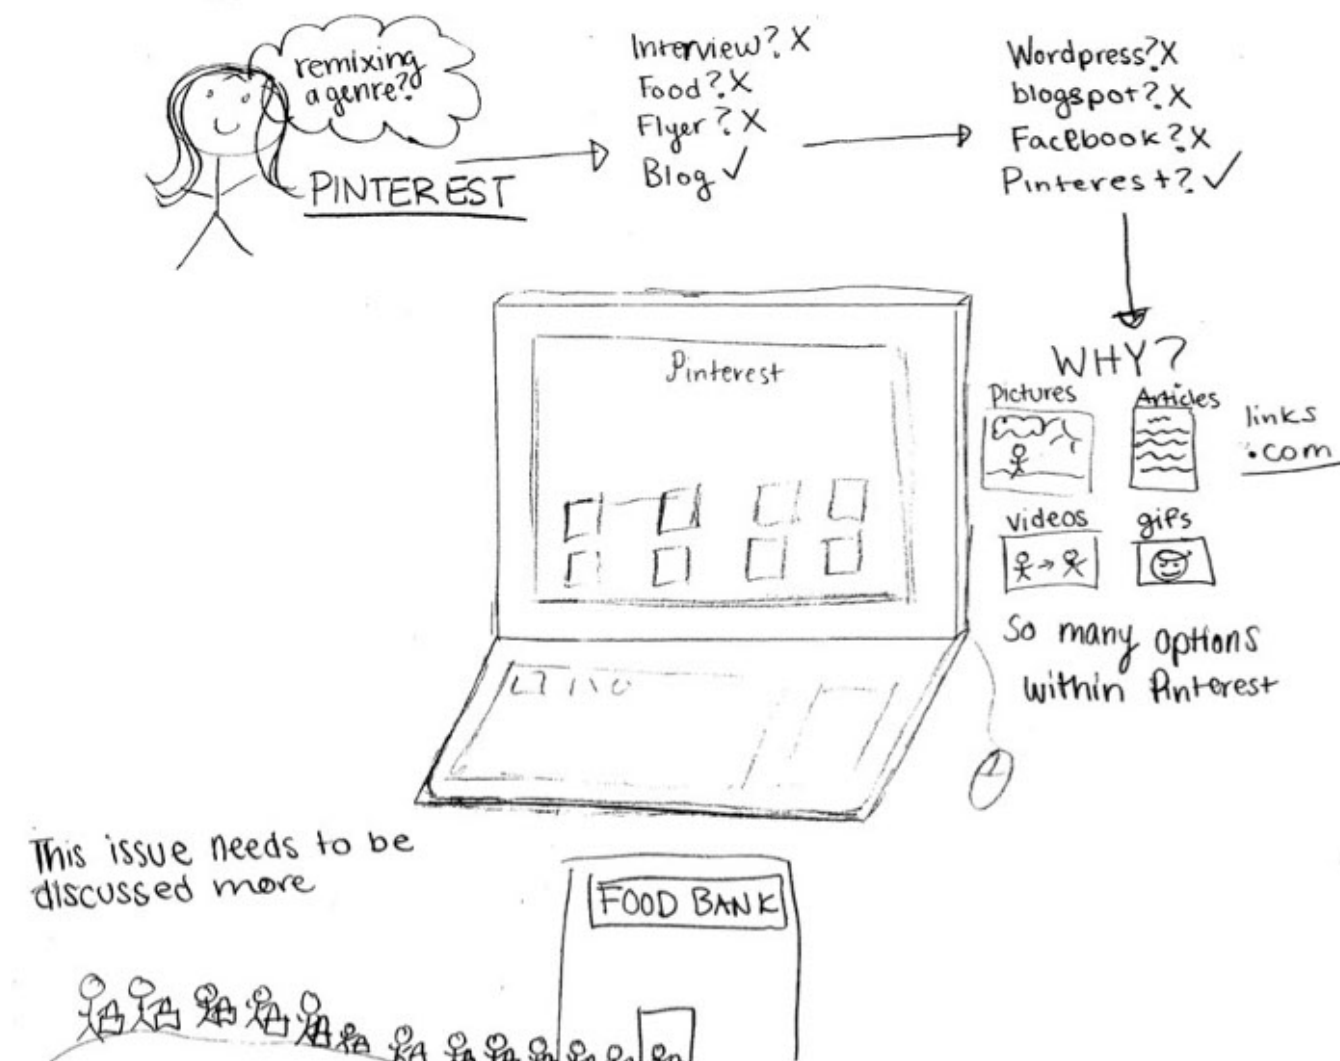 remixing
a genre?
PINTEREST
Interview? X
Food? X
Flyer? X
Blog ✓
Wordpress? X
blogspot? X
Facebook? X
Pinterest? ✓
WHY?
Pictures
Articles
links
.com
videos
gifs
So many options
within Pinterest
Pinterest
This issue needs to be
discussed more
FOOD BANK